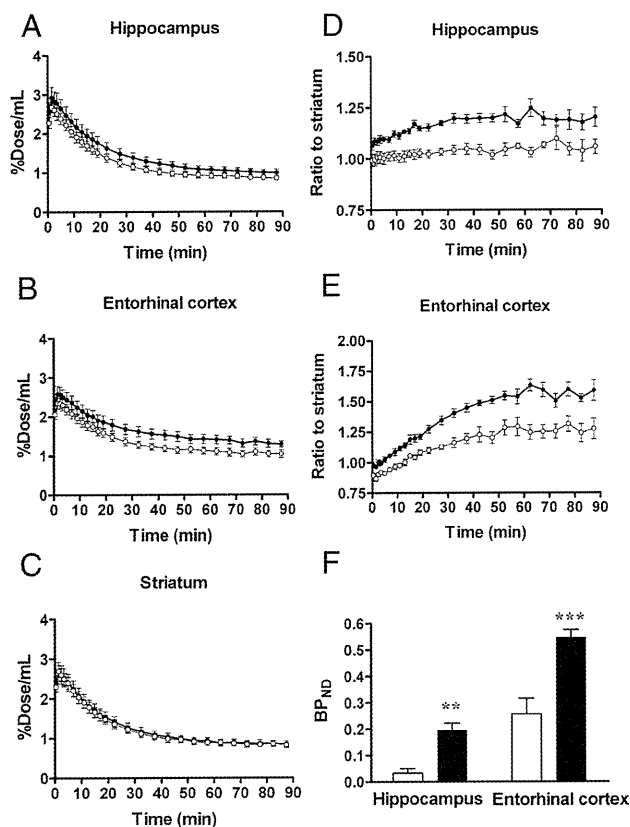 A
Hippocampus
%Dose/mL
4
3
2
1
0
0 10 20 30 40 50 60 70 80 90
Time (min)
D
Hippocampus
Ratio to striatum
1.50
1.25
1.00
0.75
0 10 20 30 40 50 60 70 80 90
Time (min)
B
Entorhinal cortex
%Dose/mL
4
3
2
1
0
0 10 20 30 40 50 60 70 80 90
Time (min)
E
Entorhinal cortex
Ratio to striatum
2.00
1.75
1.50
1.25
1.00
0.75
0 10 20 30 40 50 60 70 80 90
Time (min)
C
Striatum
%Dose/mL
4
3
2
1
0
0 10 20 30 40 50 60 70 80 90
Time (min)
F
BPND
0.6
0.5
0.4
0.3
0.2
0.1
0.0
**
***
Hippocampus Entorhinal cortex